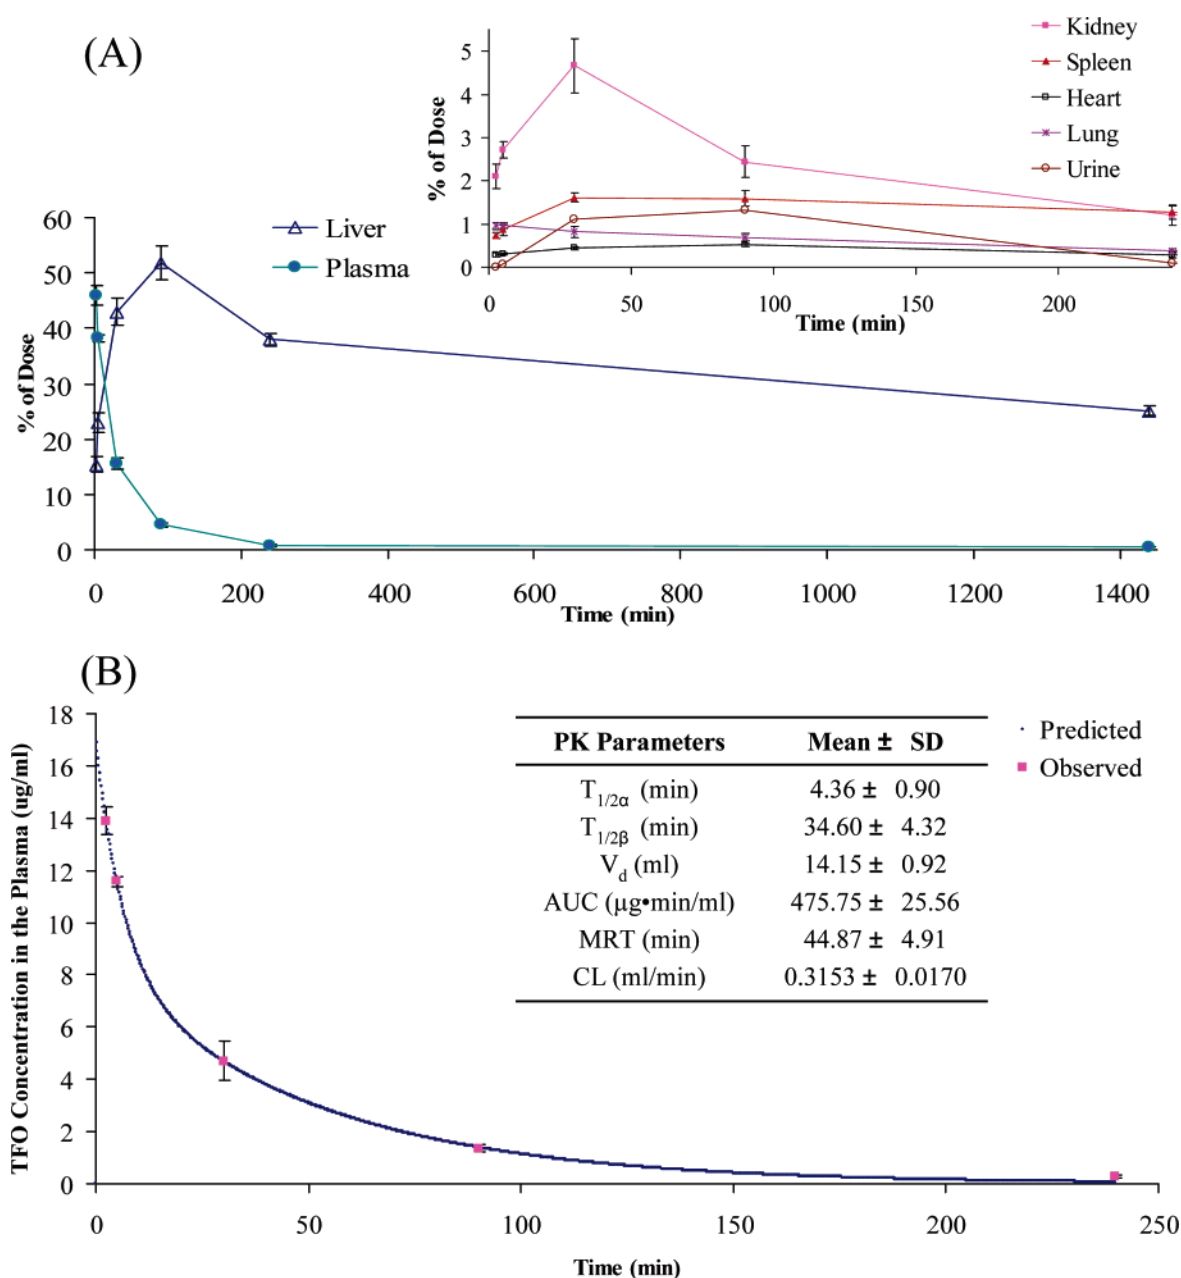 (A)
Kidney
Spleen
Heart
Lung
Urine
% of Dose
5
4
3
2
1
0
0 50 100 150 200
Time (min)
Liver
Plasma
% of Dose
60
50
40
30
20
10
0
0 200 400 600 800 1000 1200 1400
Time (min)
(B)
TFO Concentration in the Plasma (ug/ml)
18
16
14
12
10
8
6
4
2
0
0 50 100 150 200 250
Time (min)
PK Parameters Mean ± SD
T1/2α (min) 4.36 ± 0.90
T1/2β (min) 34.60 ± 4.32
Vd (ml) 14.15 ± 0.92
AUC (µg•min/ml) 475.75 ± 25.56
MRT (min) 44.87 ± 4.91
CL (ml/min) 0.3153 ± 0.0170
Predicted
Observed